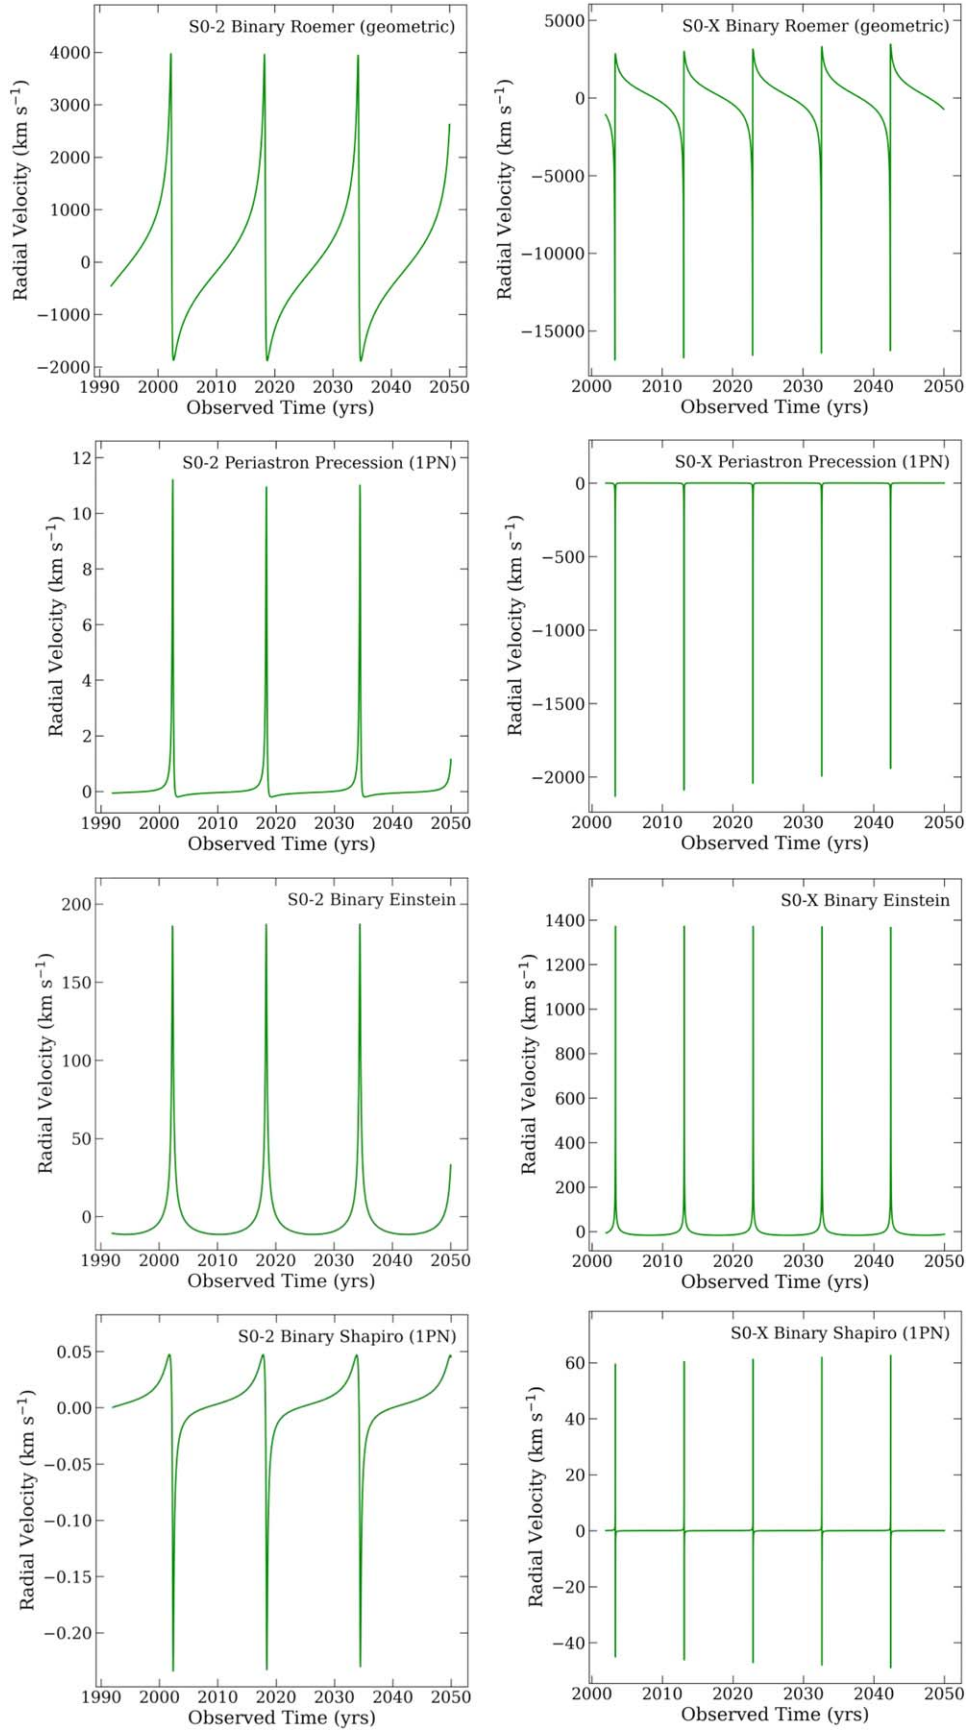 S0-2 Binary Roemer (geometric)
Radial Velocity (km s⁻¹)
4000
3000
2000
1000
0
−1000
−2000
1990 2000 2010 2020 2030 2040 2050
Observed Time (yrs)
S0-X Binary Roemer (geometric)
Radial Velocity (km s⁻¹)
5000
0
−5000
−10000
−15000
2000 2010 2020 2030 2040 2050
Observed Time (yrs)
S0-2 Periastron Precession (1PN)
Radial Velocity (km s⁻¹)
12
10
8
6
4
2
0
1990 2000 2010 2020 2030 2040 2050
Observed Time (yrs)
S0-X Periastron Precession (1PN)
Radial Velocity (km s⁻¹)
0
−500
−1000
−1500
−2000
2000 2010 2020 2030 2040 2050
Observed Time (yrs)
S0-2 Binary Einstein
Radial Velocity (km s⁻¹)
200
150
100
50
0
1990 2000 2010 2020 2030 2040 2050
Observed Time (yrs)
S0-X Binary Einstein
Radial Velocity (km s⁻¹)
1400
1200
1000
800
600
400
200
0
2000 2010 2020 2030 2040 2050
Observed Time (yrs)
S0-2 Binary Shapiro (1PN)
Radial Velocity (km s⁻¹)
0.05
0.00
−0.05
−0.10
−0.15
−0.20
1990 2000 2010 2020 2030 2040 2050
Observed Time (yrs)
S0-X Binary Shapiro (1PN)
Radial Velocity (km s⁻¹)
60
40
20
0
−20
−40
2000 2010 2020 2030 2040 2050
Observed Time (yrs)